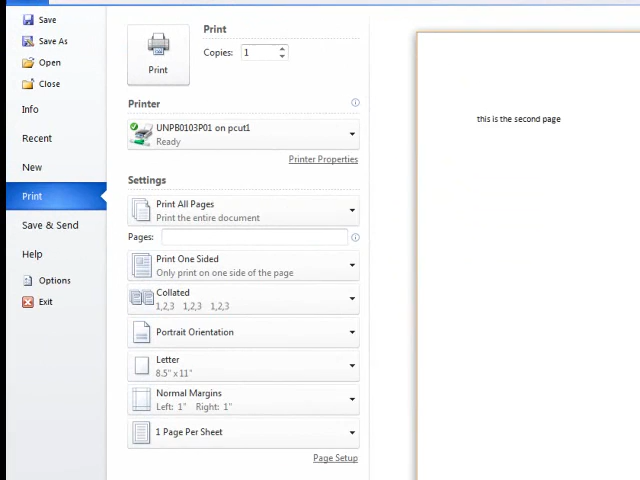 Save
Save As
Open
Close
Info
Recent
New
Print
Save & Send
Help
Options
Exit
Print
Print
Copies: 1
Printer
UNPB0103P01 on pcut1
Ready
Printer Properties
Settings
Print All Pages
Print the entire document
Pages:
Print One Sided
Only print on one side of the page
Collated
1,2,3 1,2,3 1,2,3
Portrait Orientation
Letter
8.5" x 11"
Normal Margins
Left: 1" Right: 1"
1 Page Per Sheet
Page Setup
this is the second page